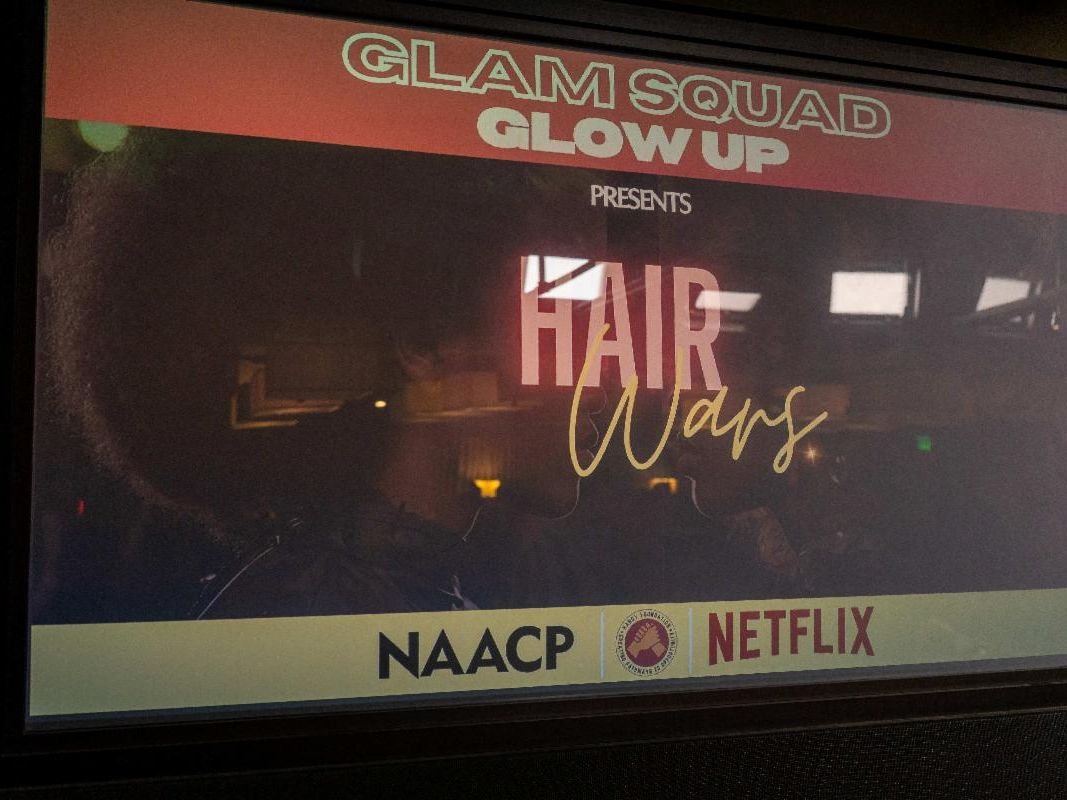 GLAM SQUAD
GLOW UP
PRESENTS
HAIR
Wars
NAACP
NETFLIX